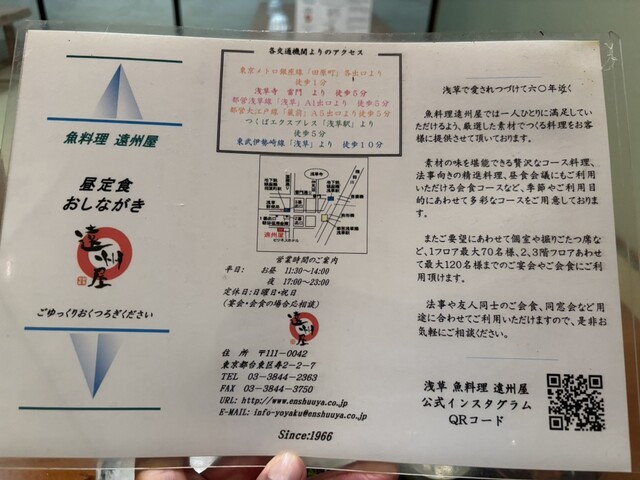 魚料理 遠州屋
昼定食
おしながき
遠州屋
ごゆっくりおくつろぎください
各交通機関よりのアクセス
東京メトロ銀座線「田原町」各出口より
徒歩1分
浅草寺 雷門 より 徒歩5分
都営浅草線「浅草」A1出口より 徒歩5分
都営大江戸線「蔵前」A5出口より 徒歩5分
つくばエクスプレス「浅草駅」より
徒歩5分
東武伊勢崎線「浅草」より 徒歩10分
浅草寺
遠州屋
ビジネスホテル
営業時間のご案内
平日: お昼 11:30~14:00
夜 17:00~23:00
定休日:日曜日・祝日
(宴会・会食の場合応相談)
遠州屋
住 所 〒111-0042
東京都台東区寿2-2-7
TEL 03-3844-2363
FAX 03-3844-3750
URL: http://www.enshuuya.co.jp
E-MAIL: info-yoyaku@enshuuya.co.jp
Since:1966
浅草で愛されつづけて六〇年近く
魚料理遠州屋では一人ひとりに満足してい
ただけるよう、厳選した素材でつくる料理をお客
様に提供させて頂いております。
素材の味を堪能できる贅沢なコース料理、
法事向きの精進料理、昼食会議にもご利用
いただける会食コースなど、季節やご利用目
的にあわせて多彩なコースをご用意しておりま
す。
またご要望にあわせて個室や掘りごたつ席な
ど、1フロア最大70名様、2、3階フロアあわせ
て最大120名様までのご宴会やご会食にご利
用頂けます。
法事や友人同士のご会食、同窓会など用
途に合わせてご利用いただけますので、是非お
気軽にご相談ください。
浅草 魚料理 遠州屋
公式インスタグラム
QRコード